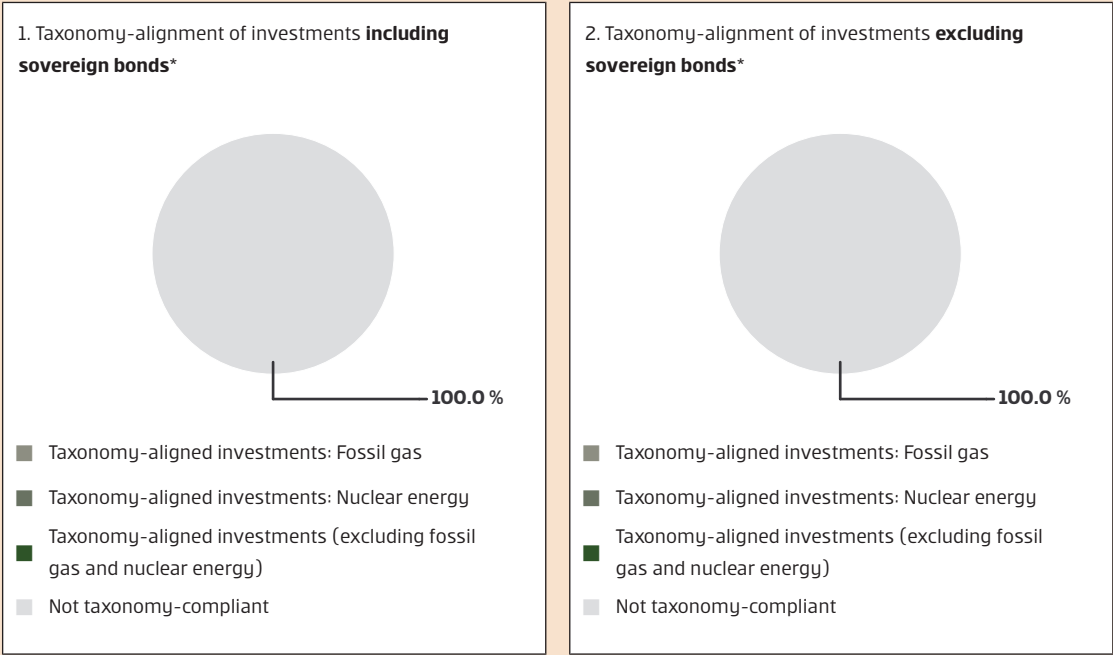 1. Taxonomy-alignment of investments including
sovereign bonds*
100.0 %
Taxonomy-aligned investments: Fossil gas
Taxonomy-aligned investments: Nuclear energy
Taxonomy-aligned investments (excluding fossil
gas and nuclear energy)
Not taxonomy-compliant
2. Taxonomy-alignment of investments excluding
sovereign bonds*
100.0 %
Taxonomy-aligned investments: Fossil gas
Taxonomy-aligned investments: Nuclear energy
Taxonomy-aligned investments (excluding fossil
gas and nuclear energy)
Not taxonomy-compliant